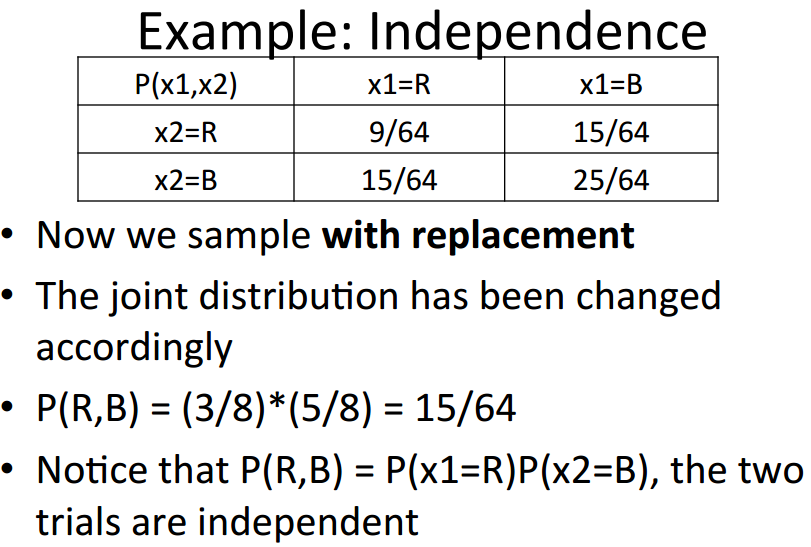 Example: Independence
P(x1,x2) x1=R x1=B
x2=R 9/64 15/64
x2=B 15/64 25/64
• Now we sample with replacement
• The joint distribution has been changed
accordingly
• P(R,B) = (3/8)*(5/8) = 15/64
• Notice that P(R,B) = P(x1=R)P(x2=B), the two
trials are independent